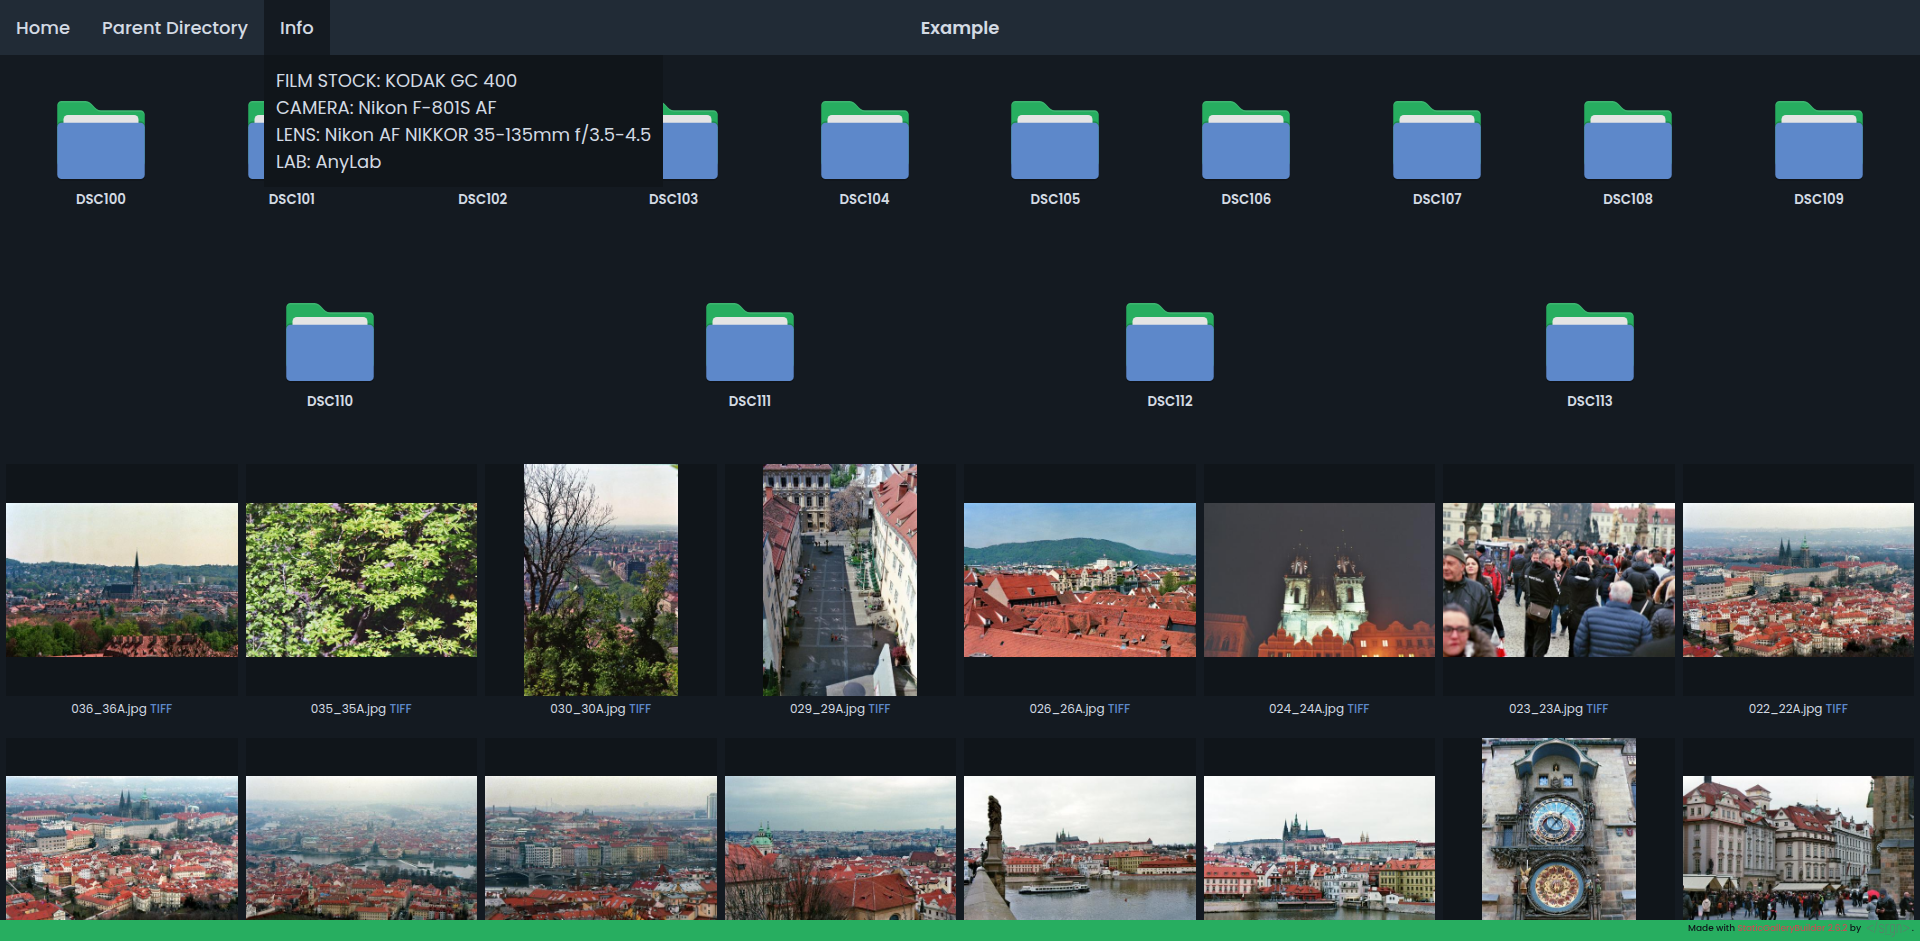 Home Parent Directory Info Example
FILM STOCK: KODAK GC 400
CAMERA: Nikon F-801S AF
LENS: Nikon AF NIKKOR 35-135mm f/3.5-4.5
LAB: AnyLab
DSC100 DSC101 DSC102 DSC103 DSC104 DSC105 DSC106 DSC107 DSC108 DSC109
DSC110 DSC111 DSC112 DSC113
036_36A.jpg TIFF 035_35A.jpg TIFF 030_30A.jpg TIFF 029_29A.jpg TIFF 026_26A.jpg TIFF 024_24A.jpg TIFF 023_23A.jpg TIFF 022_22A.jpg TIFF
Made with by